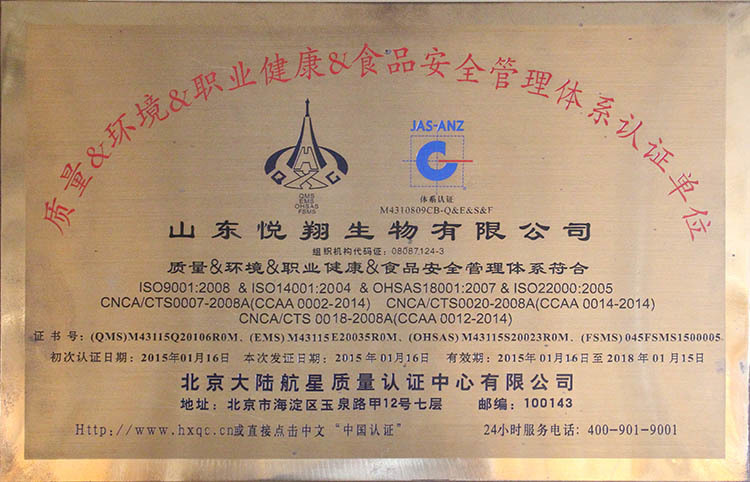 质量&环境&职业健康&食品安全管理体系认证单位
JAS-ANZ
QMS
EMS
OHSAS
FSMS
体系认证
M4310809CB-Q&E&S&F
山东悦翔生物有限公司
组织机构代码证：08087124-3
质量&环境&职业健康&食品安全管理体系符合
ISO9001:2008 & ISO14001:2004 & OHSAS18001:2007 & ISO22000:2005
CNCA/CTS0007-2008A(CCAA 0002-2014) CNCA/CTS0020-2008A(CCAA 0014-2014)
CNCA/CTS 0018-2008A(CCAA 0012-2014)
证书号：(QMS)M43115Q20106R0M、(EMS) M43115E20035R0M、(OHSAS) M43115S20023R0M、(FSMS) 045FSMS1500005
初次认证日期：2015年01月16日 本次发证日期：2015 年01月16日 有效期：2015年01月16日至2018 年01月15日
北京大陆航星质量认证中心有限公司
地址：北京市海淀区玉泉路甲12号七层 邮编：100143
Http://www.hxqc.cn或直接点击中文“中国认证” 24小时服务电话：400-901-9001